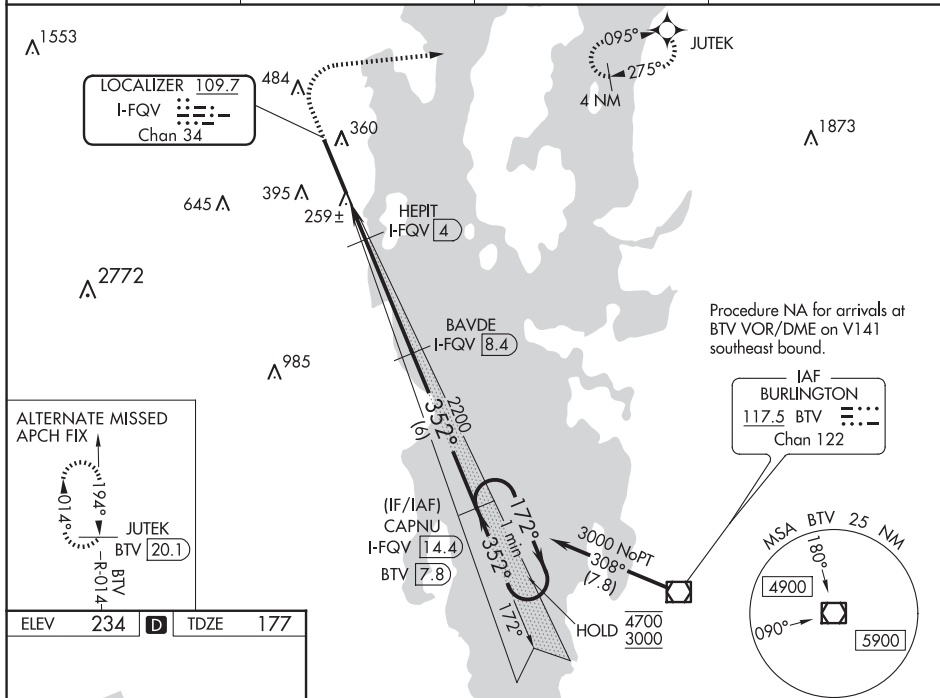 1553
095°
JUTEK
275°
4 NM
484
LOCALIZER 109.7
I-FQV
Chan 34
360
1873
395
645
259 ±
HEPIT
I-FQV 4
2772
Procedure NA for arrivals at
BTV VOR/DME on V141
southeast bound.
BAVDE
I-FQV 8.4
985
IAF
BURLINGTON
117.5 BTV
Chan 122
2200
352°
(6)
ALTERNATE MISSED
APCH FIX
194°
014°
JUTEK
BTV 20.1
R-014
BTV
(IF/IAF)
CAPNU
I-FQV 14.4
BTV 7.8
172°
1 min
352°
172°
3000 NoPT
308°
(7.8)
HOLD 4700
3000
MSA BTV 25 NM
180°
4900
090°
5900
ELEV 234 D TDZE 177